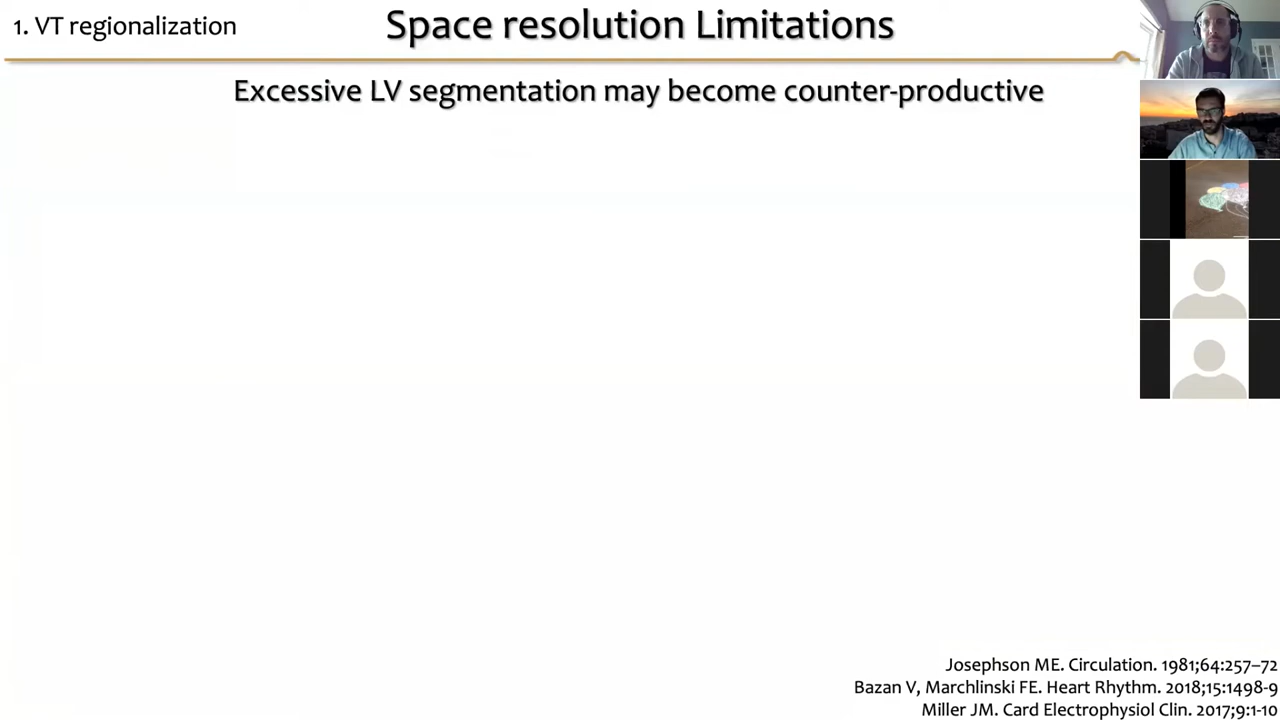 1. VT regionalization
Space resolution Limitations
Excessive LV segmentation may become counter-productive
Josephson ME. Circulation. 1981;64:257–72
Bazan V, Marchlinski FE. Heart Rhythm. 2018;15:1498-9
Miller JM. Card Electrophysiol Clin. 2017;9:1-10